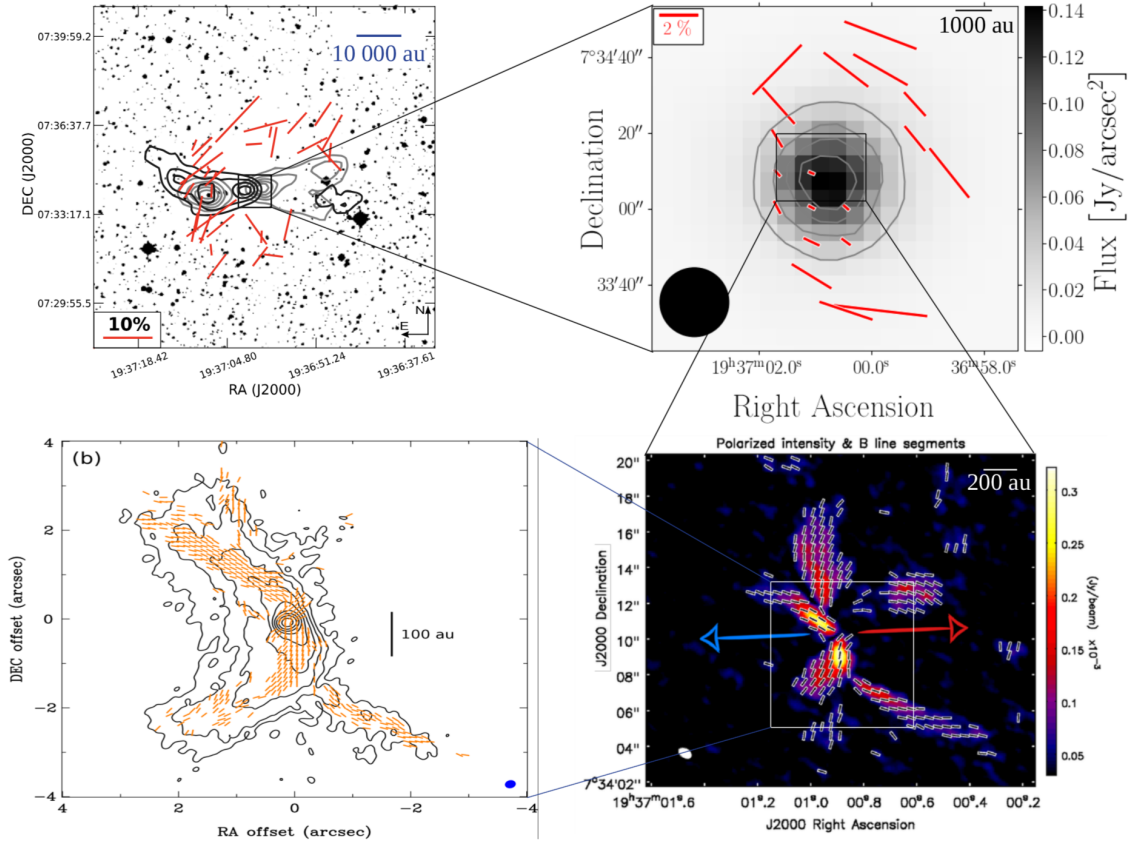 07:39:59.2
07:36:37.7
07:33:17.1
07:29:55.5
DEC (J2000)
10 000 au
10%
N
E
19:37:18.42
19:37:04.80
19:36:51.24
19:36:37.61
RA (J2000)
2 %
1000 au
7°34′40″
20″
00″
33′40″
Declination
19ʰ37ᵐ02.0ˢ
00.0ˢ
36ᵐ58.0ˢ
Right Ascension
0.14
0.12
0.10
0.08
0.06
0.04
0.02
0.00
Flux [Jy/arcsec²]
(b)
4
2
0
−2
−4
DEC offset (arcsec)
100 au
4
2
0
−2
−4
RA offset (arcsec)
Polarized intensity & B line segments
200 au
20"
18"
16"
14"
12"
10"
08"
06"
04"
7°34'02"
J2000 Declination
19ʰ37ᵐ01ˢ.6
01ˢ.2
01ˢ.0
00ˢ.8
00ˢ.6
00ˢ.4
00ˢ.2
J2000 Right Ascension
0.3
0.25
0.2
0.15
0.1
0.05
(Jy/beam) x10⁻³